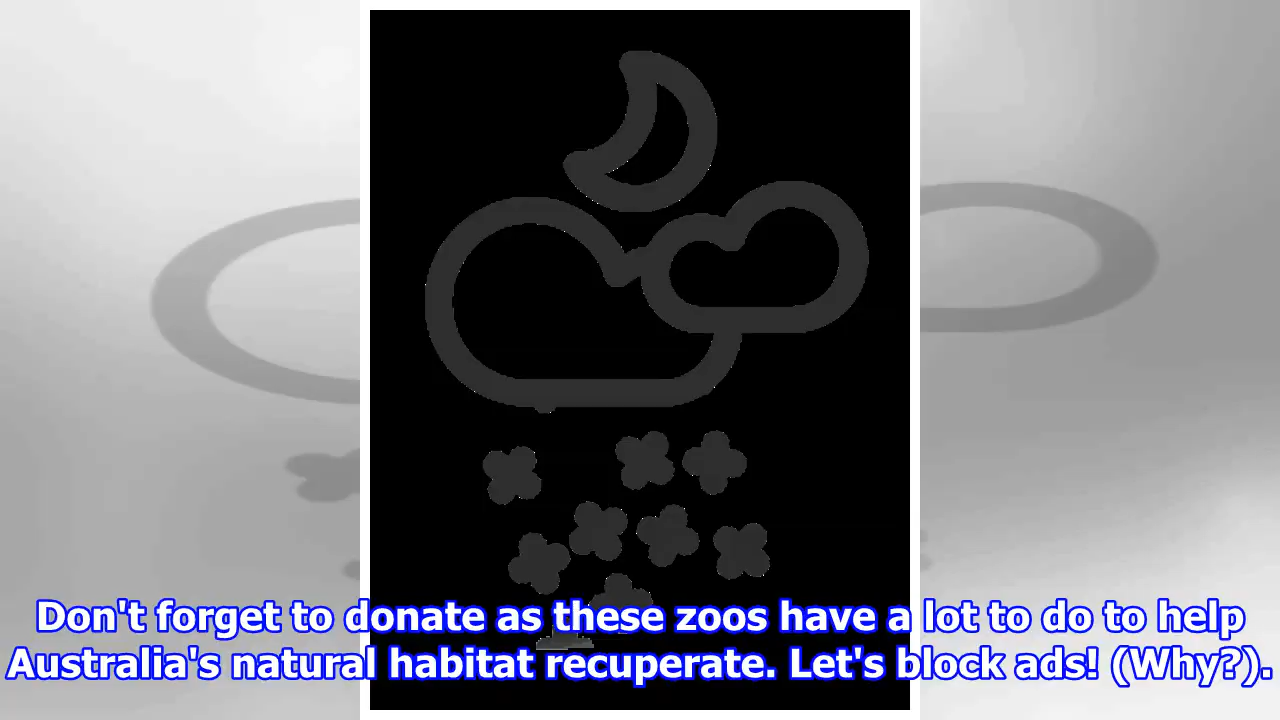 Don't forget to donate as these zoos have a lot to do to help
Australia's natural habitat recuperate. Let's block ads! (Why?).